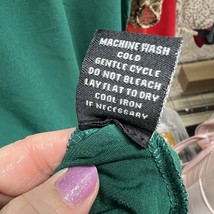 MACHINE WASH
COLD
GENTLE CYCLE
DO NOT BLEACH
LAY FLAT TO DRY
COOL IRON
IF NECESSARY